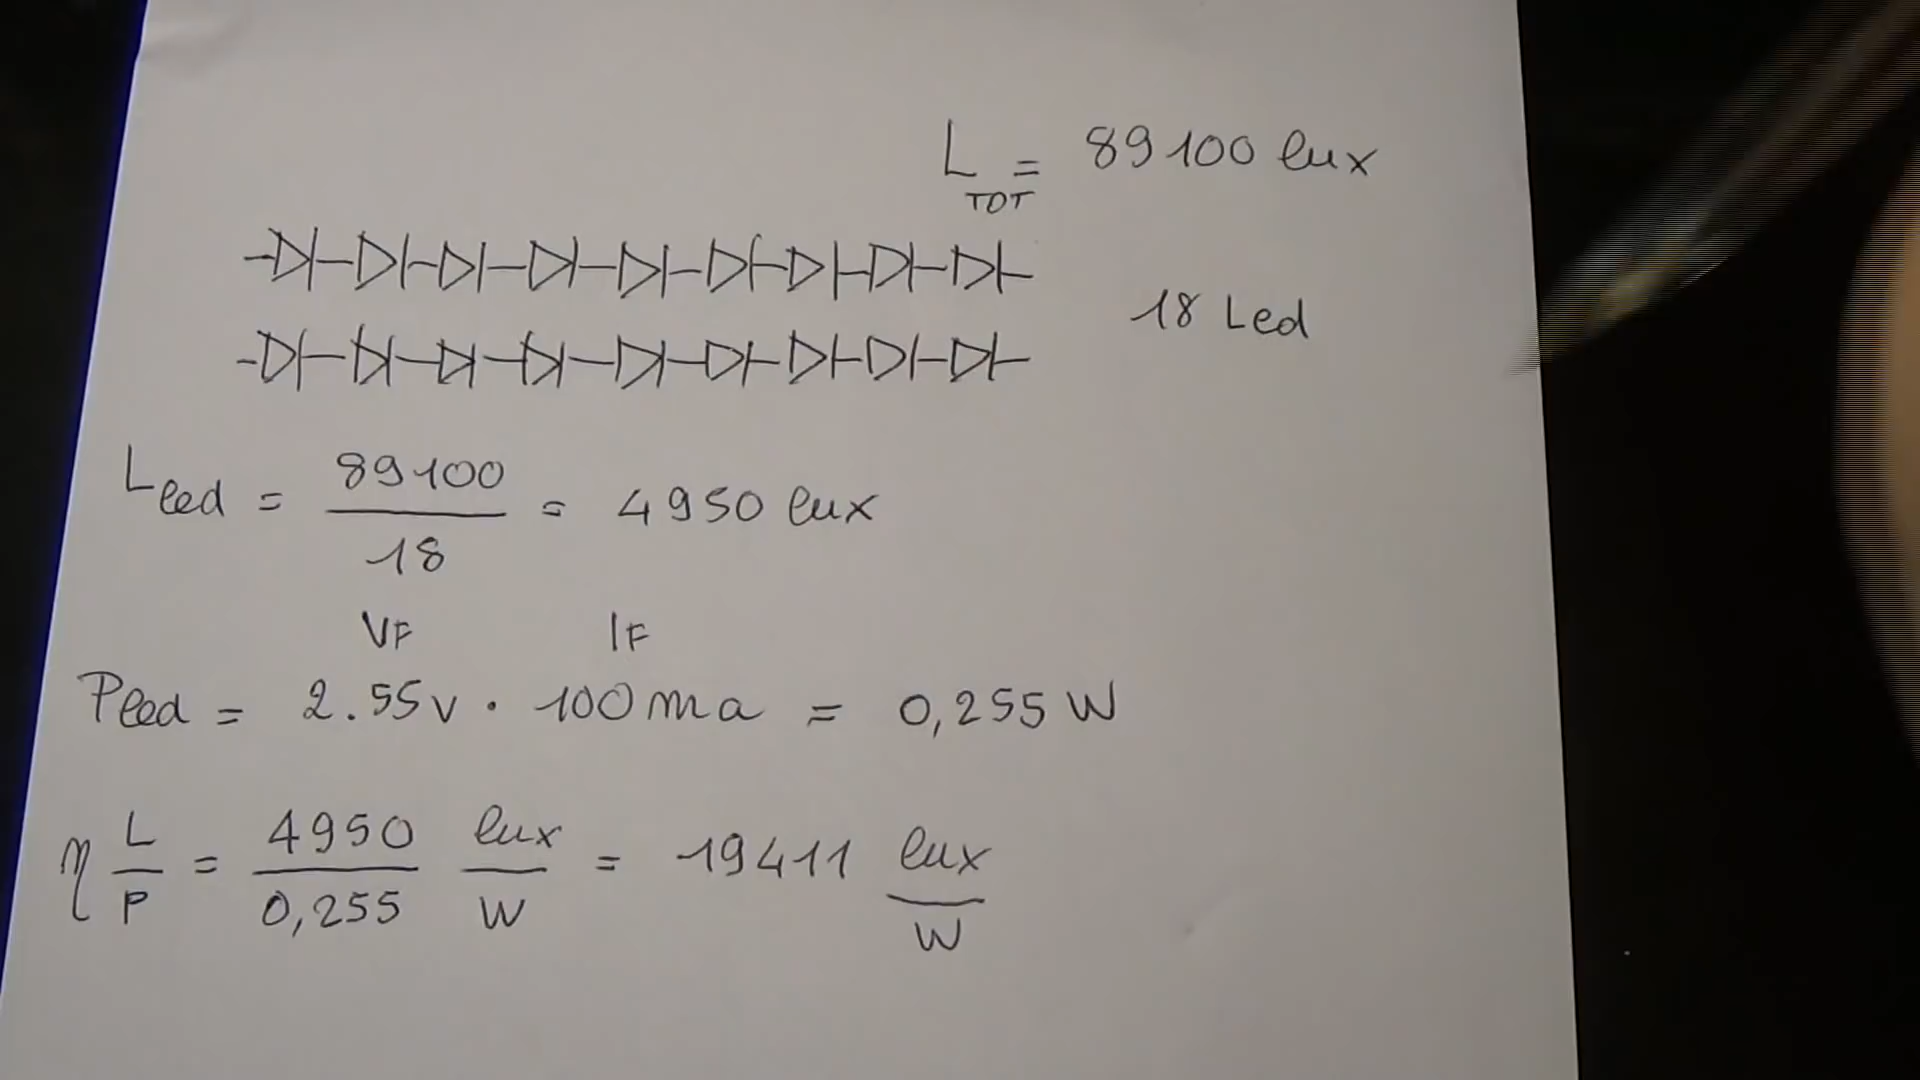 L_TOT = 89100 lux
18 Led
Lled = 89100 / 18 = 4950 lux
VF IF
Pled = 2.55v · 100ma = 0,255 W
η L/P = 4950/0,255 lux/W = 19411 lux/W